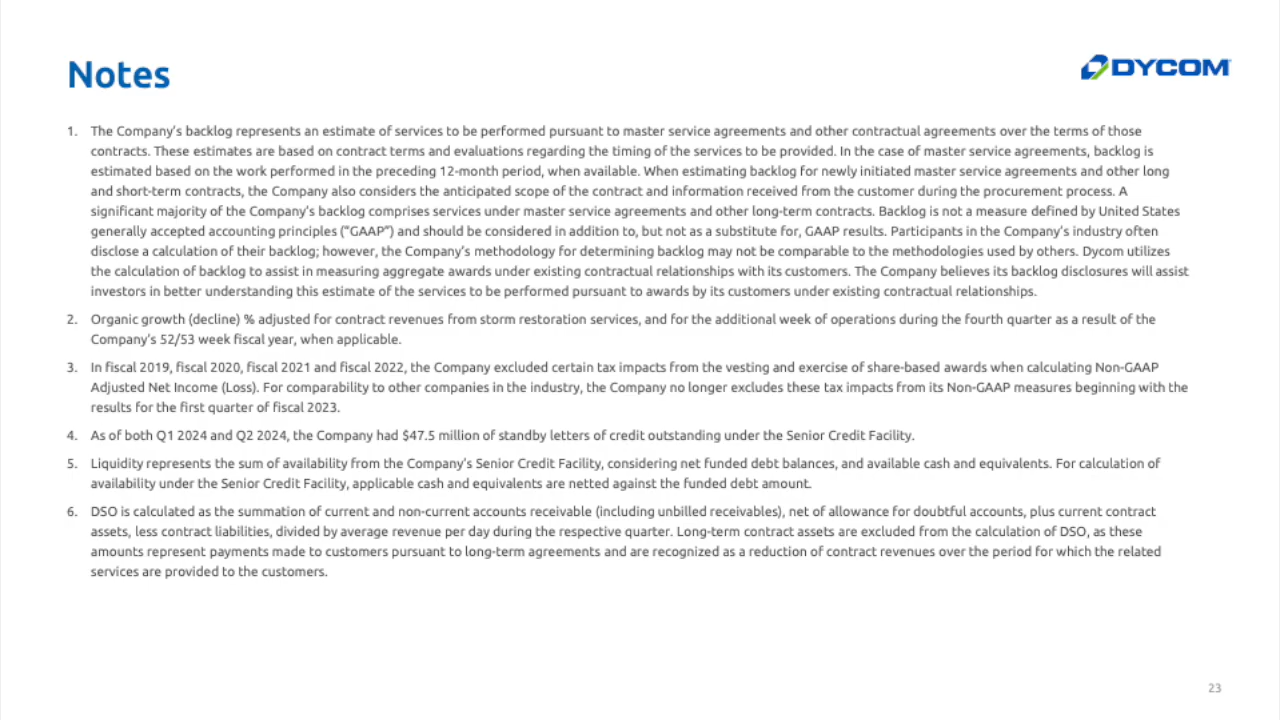 Notes
DYCOM
1. The Company's backlog represents an estimate of services to be performed pursuant to master service agreements and other contractual agreements over the terms of those
contracts. These estimates are based on contract terms and evaluations regarding the timing of the services to be provided. In the case of master service agreements, backlog is
estimated based on the work performed in the preceding 12-month period, when available. When estimating backlog for newly initiated master service agreements and other long
and short-term contracts, the Company also considers the anticipated scope of the contract and information received from the customer during the procurement process. A
significant majority of the Company's backlog comprises services under master service agreements and other long-term contracts. Backlog is not a measure defined by United States
generally accepted accounting principles ("GAAP") and should be considered in addition to, but not as a substitute for, GAAP results. Participants in the Company's industry often
disclose a calculation of their backlog; however, the Company's methodology for determining backlog may not be comparable to the methodologies used by others. Dycom utilizes
the calculation of backlog to assist in measuring aggregate awards under existing contractual relationships with its customers. The Company believes its backlog disclosures will assist
investors in better understanding this estimate of the services to be performed pursuant to awards by its customers under existing contractual relationships.
2. Organic growth (decline) % adjusted for contract revenues from storm restoration services, and for the additional week of operations during the fourth quarter as a result of the
Company's 52/53 week fiscal year, when applicable.
3. In fiscal 2019, fiscal 2020, fiscal 2021 and fiscal 2022, the Company excluded certain tax impacts from the vesting and exercise of share-based awards when calculating Non-GAAP
Adjusted Net Income (Loss). For comparability to other companies in the industry, the Company no longer excludes these tax impacts from its Non-GAAP measures beginning with the
results for the first quarter of fiscal 2023.
4. As of both Q1 2024 and Q2 2024, the Company had $47.5 million of standby letters of credit outstanding under the Senior Credit Facility.
5. Liquidity represents the sum of availability from the Company's Senior Credit Facility, considering net funded debt balances, and available cash and equivalents. For calculation of
availability under the Senior Credit Facility, applicable cash and equivalents are netted against the funded debt amount.
6. DSO is calculated as the summation of current and non-current accounts receivable (including unbilled receivables), net of allowance for doubtful accounts, plus current contract
assets, less contract liabilities, divided by average revenue per day during the respective quarter. Long-term contract assets are excluded from the calculation of DSO, as these
amounts represent payments made to customers pursuant to long-term agreements and are recognized as a reduction of contract revenues over the period for which the related
services are provided to the customers.
23